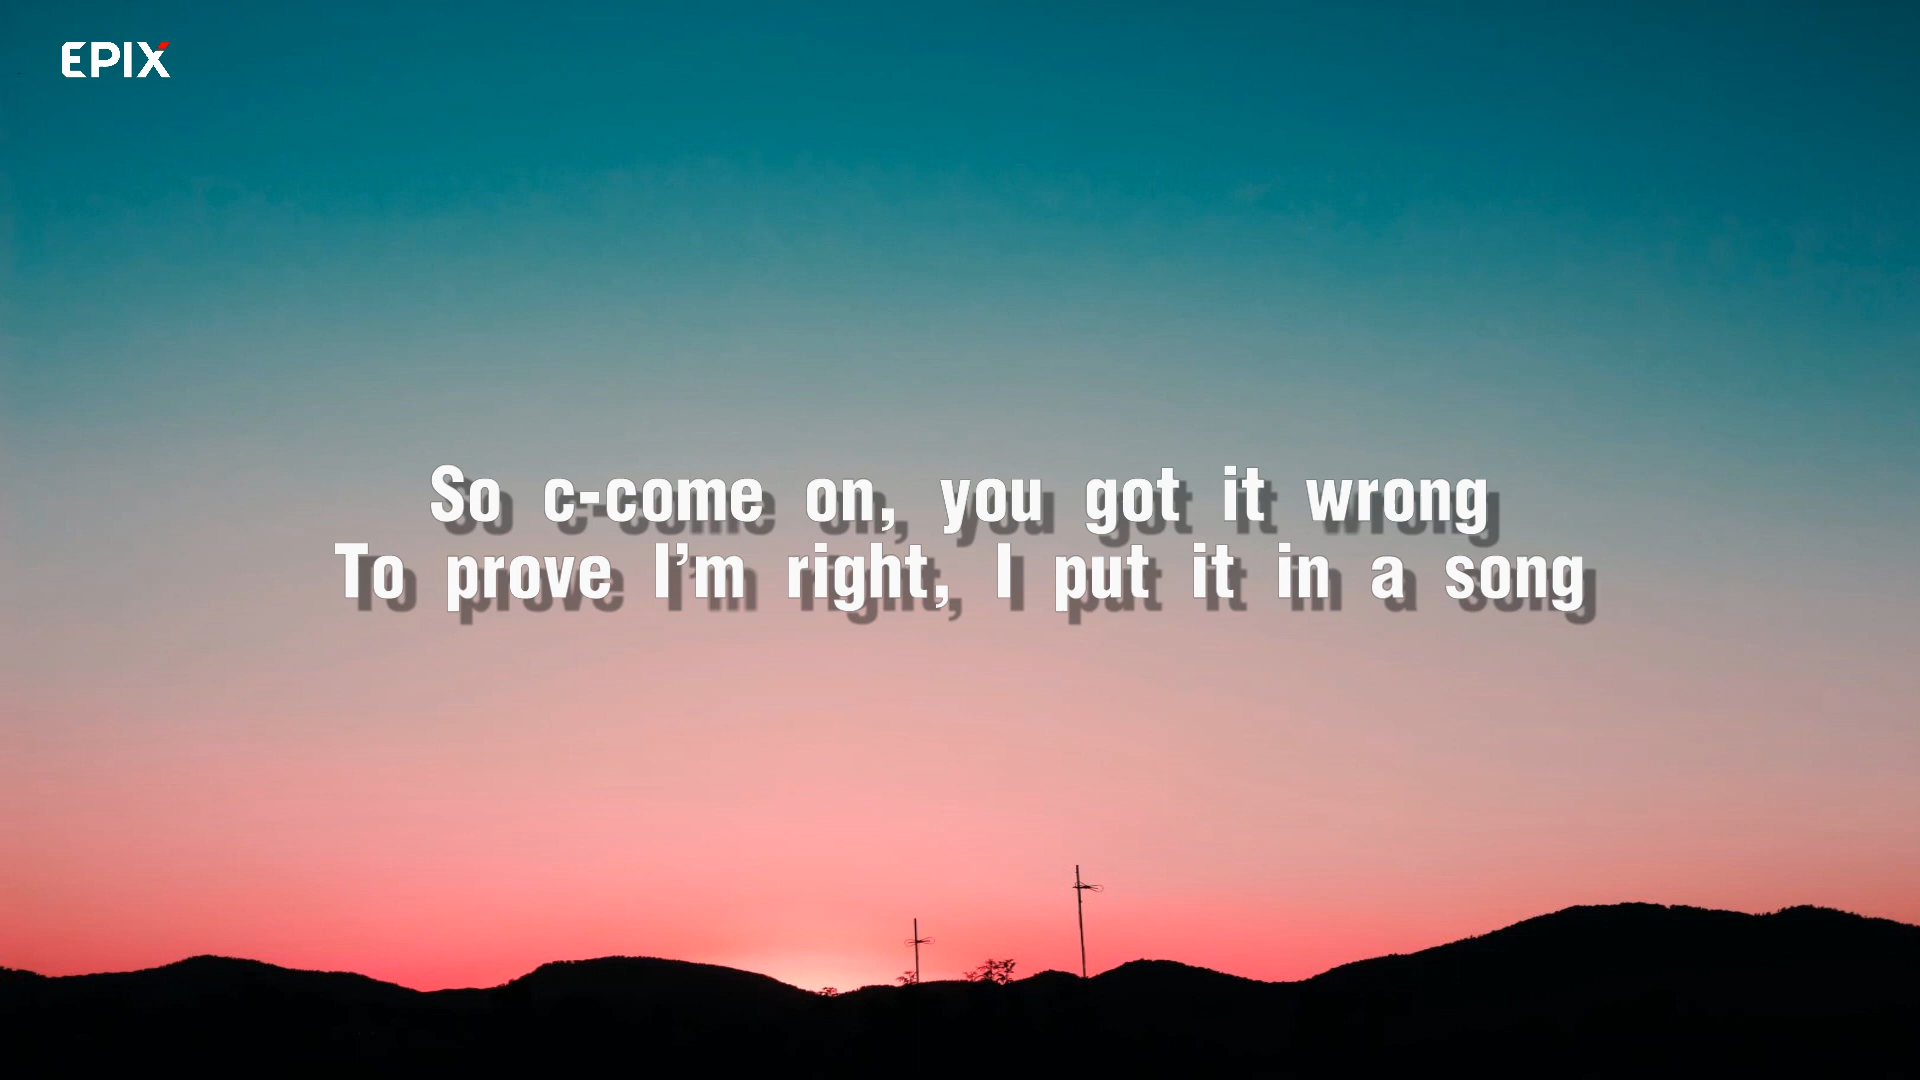 EPIX
So c-come on, you got it wrong
To prove I’m right, I put it in a song